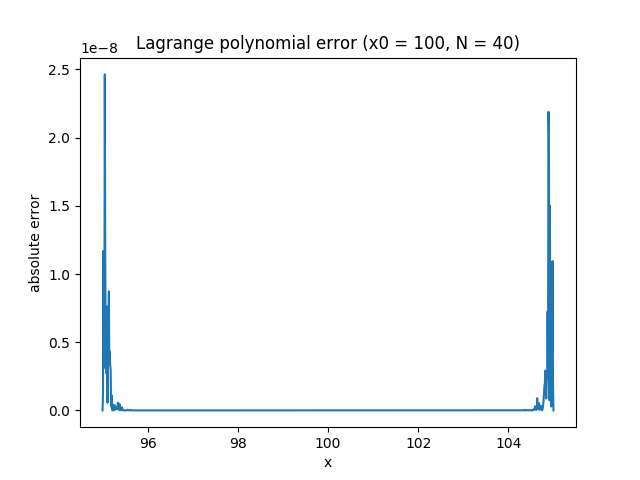 Lagrange polynomial error (x0 = 100, N = 40)
1e−8
2.5
2.0
1.5
1.0
0.5
0.0
absolute error
96 98 100 102 104
x